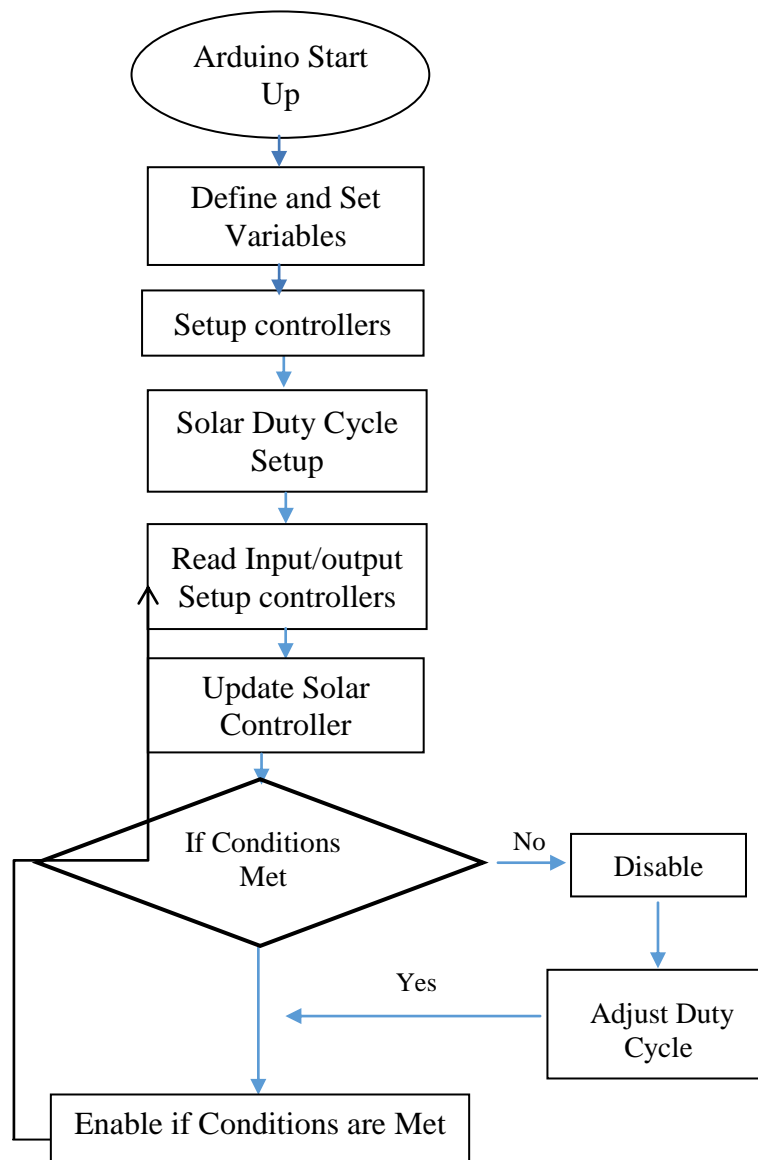 Arduino Start
Up
Define and Set
Variables
Setup controllers
Solar Duty Cycle
Setup
Read Input/output
Setup controllers
Update Solar
Controller
If Conditions
Met
No
Disable
Yes
Adjust Duty
Cycle
Enable if Conditions are Met